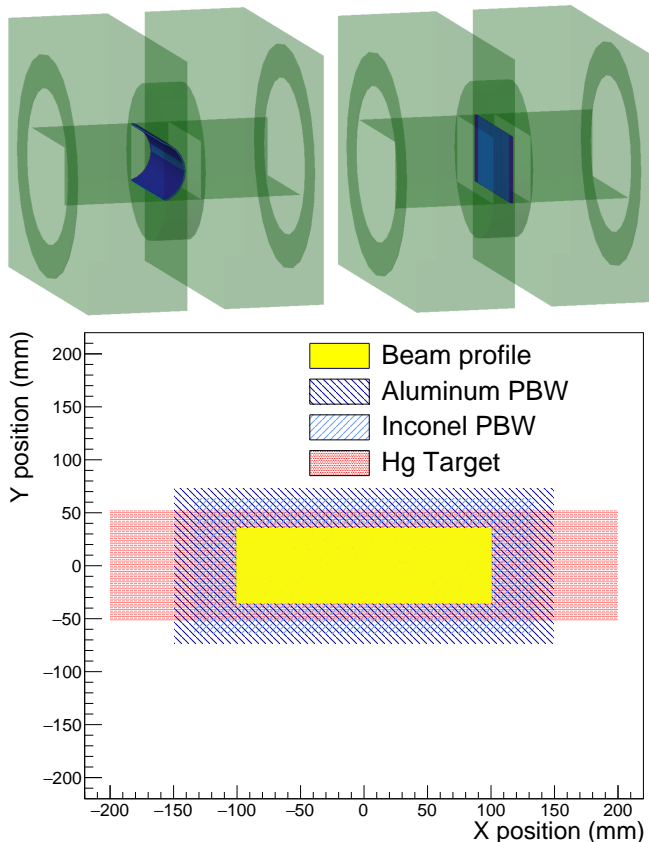 Y position (mm)
200
150
100
50
0
−50
−100
−150
−200
Beam profile
Aluminum PBW
Inconel PBW
Hg Target
−200 −150 −100 −50 0 50 100 150 200
X position (mm)